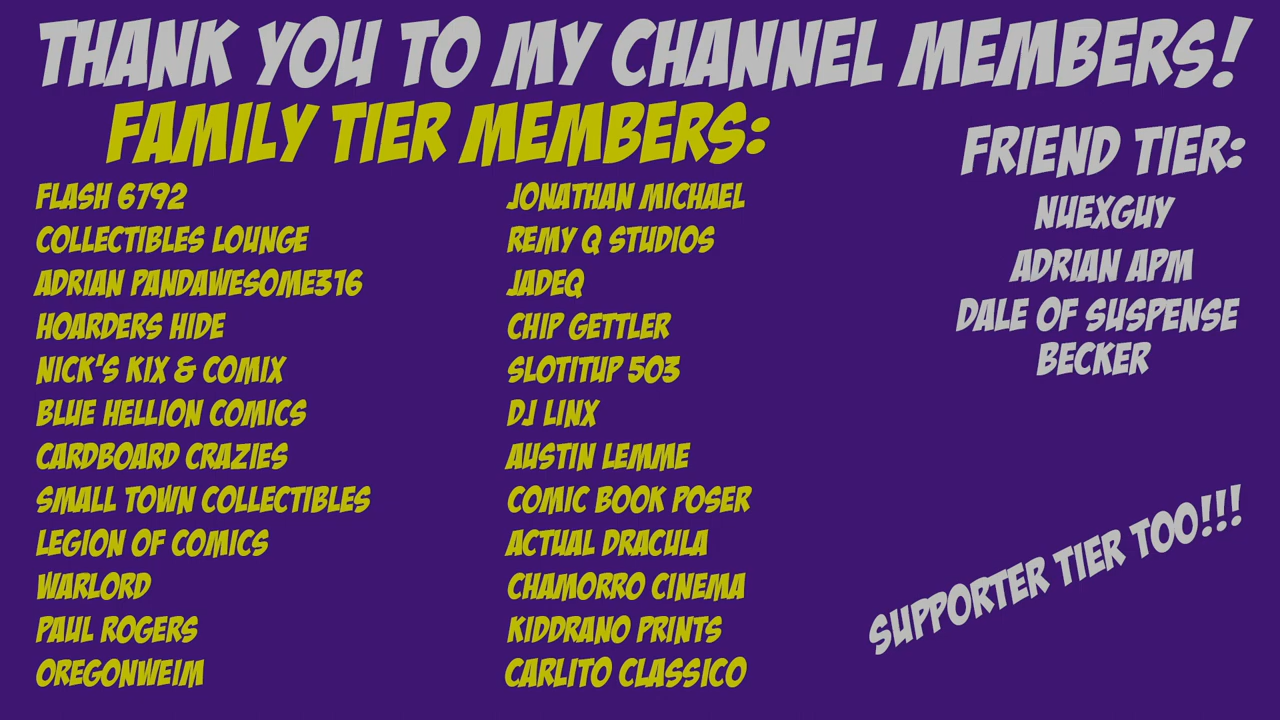 THANK YOU TO MY CHANNEL MEMBERS!
FAMILY TIER MEMBERS:
FLASH 6792
COLLECTIBLES LOUNGE
ADRIAN PANDAWESOME316
HOARDERS HIDE
NICK'S KIX & COMIX
BLUE HELLION COMICS
CARDBOARD CRAZIES
SMALL TOWN COLLECTIBLES
LEGION OF COMICS
WARLORD
PAUL ROGERS
OREGONWEIM
JONATHAN MICHAEL
REMY Q STUDIOS
JADEQ
CHIP GETTLER
SLOTITUP 503
DJ LINX
AUSTIN LEMME
COMIC BOOK POSER
ACTUAL DRACULA
CHAMORRO CINEMA
KIDDRANO PRINTS
CARLITO CLASSICO
FRIEND TIER:
NUEXGUY
ADRIAN APM
DALE OF SUSPENSE
BECKER
SUPPORTER TIER TOO!!!